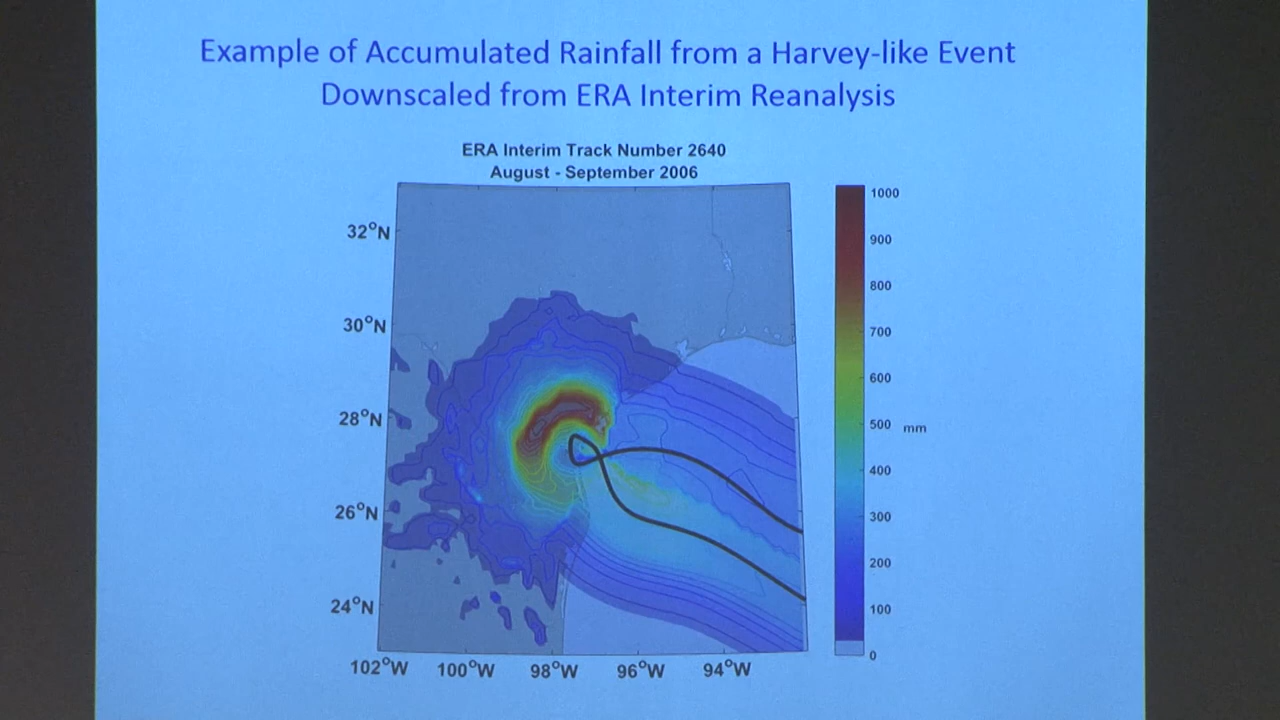 Example of Accumulated Rainfall from a Harvey-like Event
Downscaled from ERA Interim Reanalysis
ERA Interim Track Number 2640
August - September 2006
32°N
30°N
28°N
26°N
24°N
102°W 100°W 98°W 96°W 94°W
1000
900
800
700
600
500 mm
400
300
200
100
0